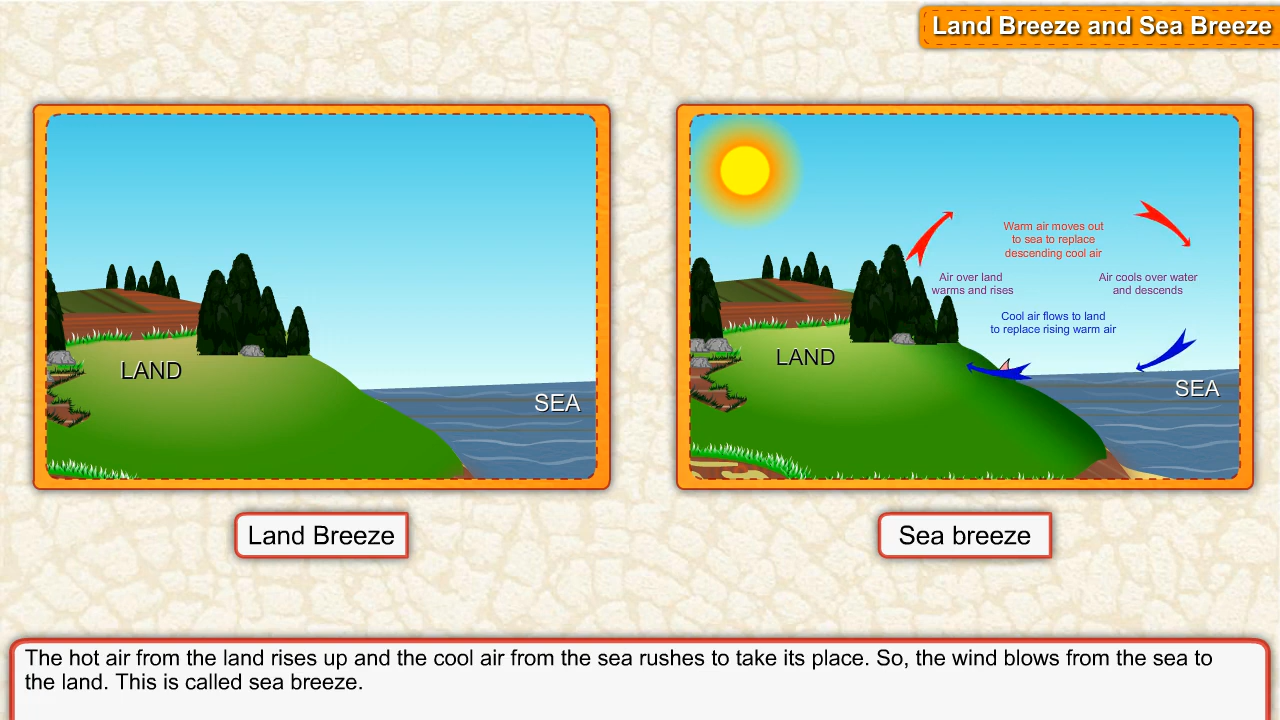 Land Breeze and Sea Breeze
LAND
SEA
Land Breeze
Warm air moves out
to sea to replace
descending cool air
Air over land
warms and rises
Air cools over water
and descends
Cool air flows to land
to replace rising warm air
LAND
SEA
Sea breeze
The hot air from the land rises up and the cool air from the sea rushes to take its place. So, the wind blows from the sea to
the land. This is called sea breeze.